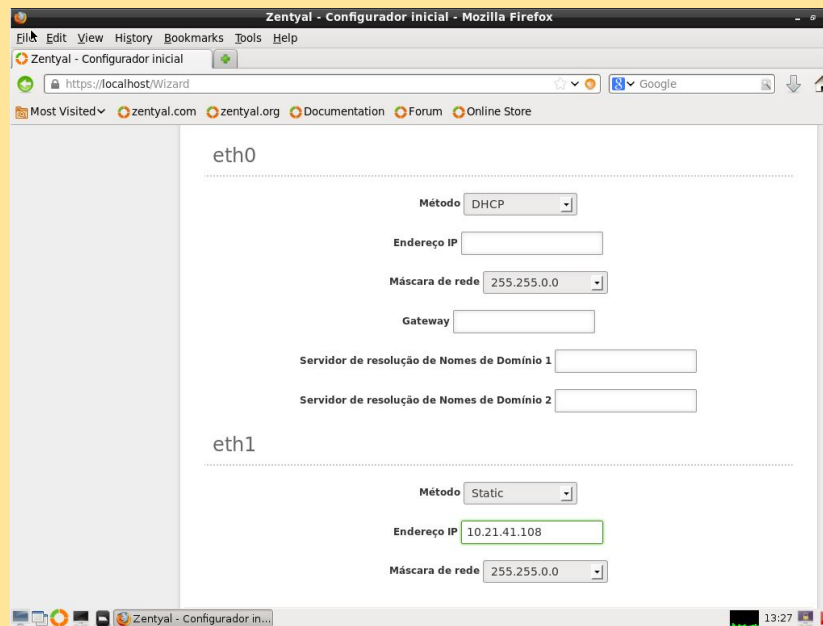 Zentyal - Configurador inicial - Mozilla Firefox
File Edit View History Bookmarks Tools Help
Zentyal - Configurador inicial
https://localhost/Wizard
Google
Most Visited zentyal.com zentyal.org Documentation Forum Online Store
eth0
Método DHCP
Endereço IP
Máscara de rede 255.255.0.0
Gateway
Servidor de resolução de Nomes de Domínio 1
Servidor de resolução de Nomes de Domínio 2
eth1
Método Static
Endereço IP 10.21.41.108
Máscara de rede 255.255.0.0
Zentyal - Configurador in... 13:27